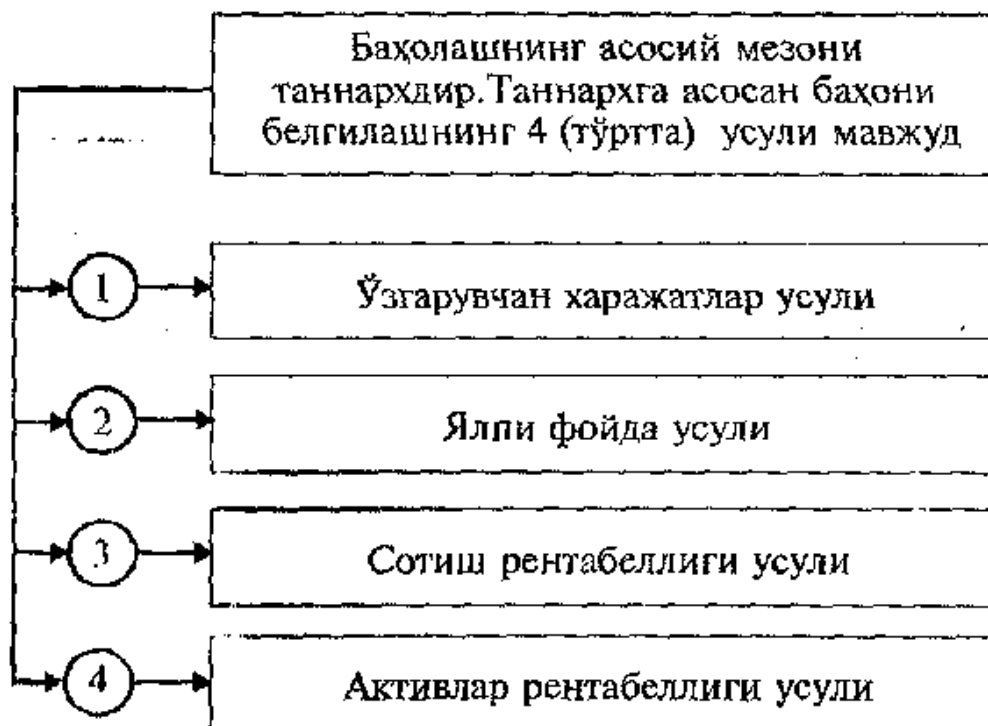 Баҳолашнинг асосий мезони
таннархдир.Таннархга асосан баҳони
белгилашнинг 4 (тўртта) усули мавжуд
1 Ўзгарувчан харажатлар усули
2 Ялпи фойда усули
3 Сотиш рентабеллиги усули
4 Активлар рентабеллиги усули